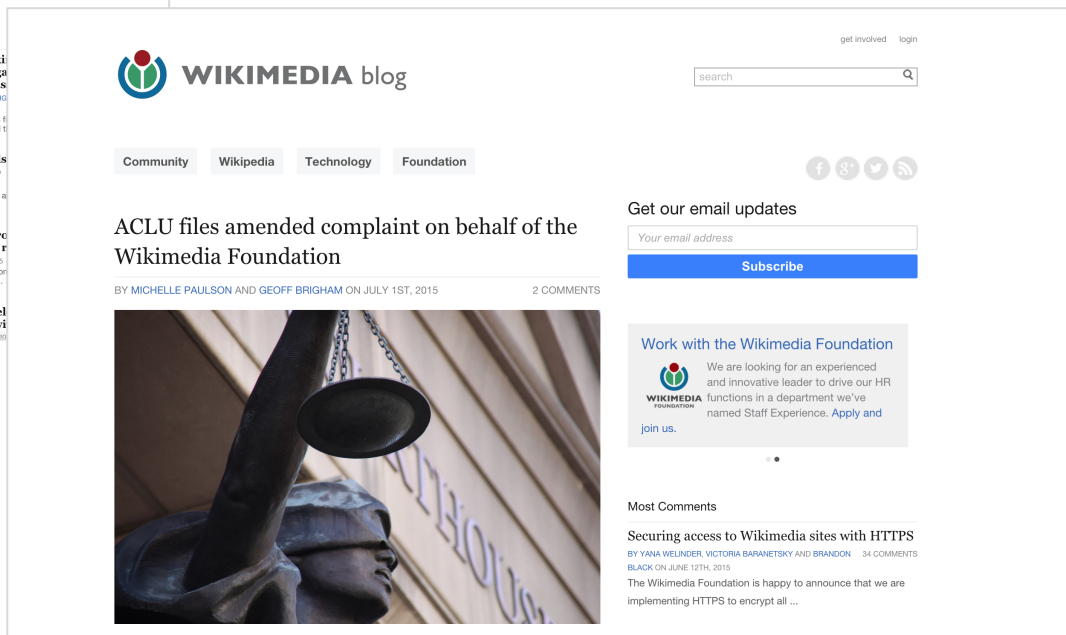 get involved login
WIKIMEDIA blog
search
Community Wikipedia Technology Foundation
ACLU files amended complaint on behalf of the
Wikimedia Foundation
BY MICHELLE PAULSON AND GEOFF BRIGHAM ON JULY 1ST, 2015 2 COMMENTS
Get our email updates
Your email address
Subscribe
Work with the Wikimedia Foundation
WIKIMEDIA
FOUNDATION
We are looking for an experienced
and innovative leader to drive our HR
functions in a department we've
named Staff Experience. Apply and
join us.
Most Comments
Securing access to Wikimedia sites with HTTPS
BY YANA WELINDER, VICTORIA BARANETSKY AND BRANDON 34 COMMENTS
BLACK ON JUNE 12TH, 2015
The Wikimedia Foundation is happy to announce that we are
implementing HTTPS to encrypt all ...